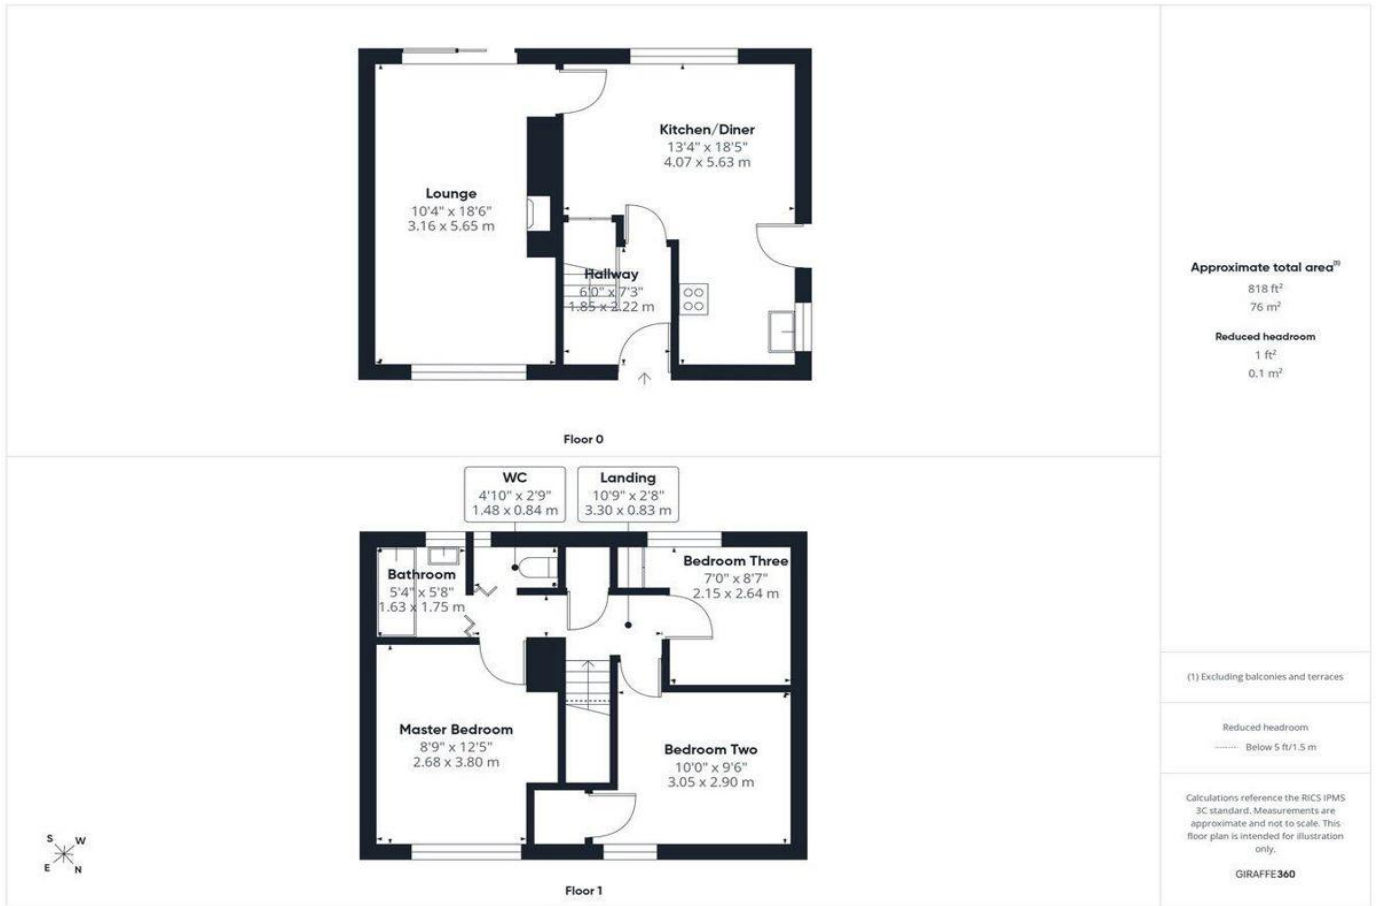 Lounge
10'4" x 18'6"
3.16 x 5.65 m
Kitchen/Diner
13'4" x 18'5"
4.07 x 5.63 m
Hallway
6'0" x 7'3"
1.85 x 2.22 m
Floor 0
WC
4'10" x 2'9"
1.48 x 0.84 m
Landing
10'9" x 2'8"
3.30 x 0.83 m
Bathroom
5'4" x 5'8"
1.63 x 1.75 m
Bedroom Three
7'0" x 8'7"
2.15 x 2.64 m
Master Bedroom
8'9" x 12'5"
2.68 x 3.80 m
Bedroom Two
10'0" x 9'6"
3.05 x 2.90 m
S W
E N
Floor 1
Approximate total area(1)
818 ft²
76 m²
Reduced headroom
1 ft²
0.1 m²
(1) Excluding balconies and terraces
Reduced headroom
Below 5 ft/1.5 m
Calculations reference the RICS IPMS
3C standard. Measurements are
approximate and not to scale. This
floor plan is intended for illustration
only.
GIRAFFE360